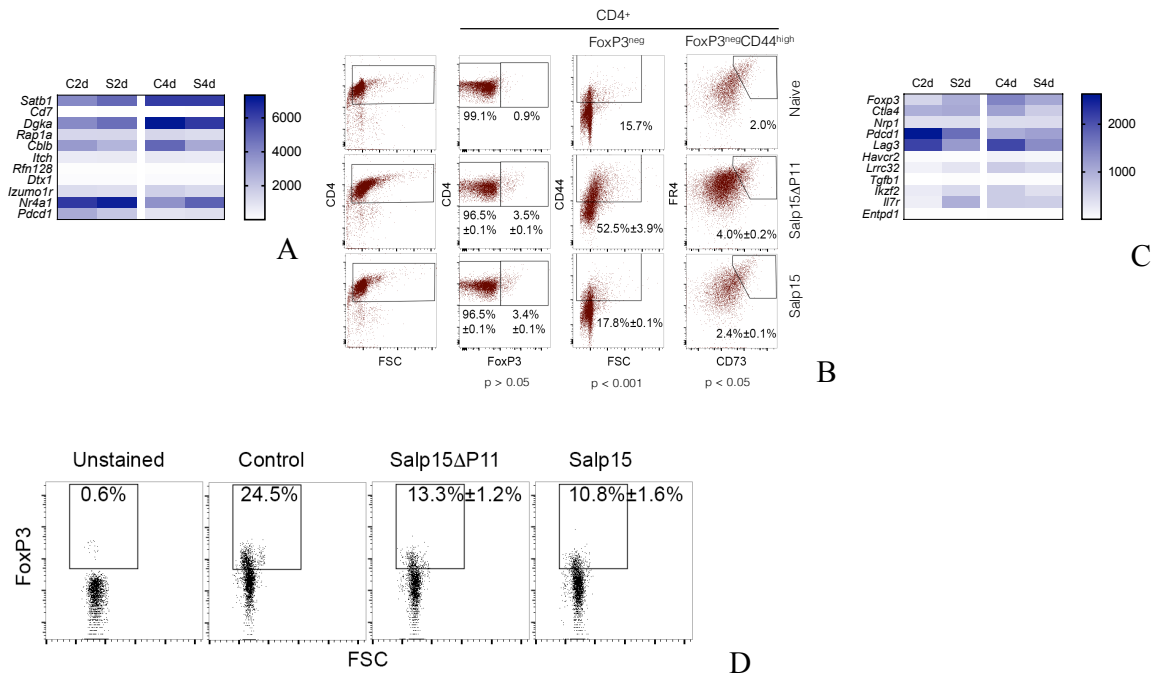 CD4+
FoxP3neg FoxP3negCD44high
C2d S2d C4d S4d
Satb1
Cd7
Dgka
Rap1a
Cblb
Itch
Rfn128
Dtx1
Izumo1r
Nr4a1
Pdcd1
6000
4000
2000
A
CD4
CD44
FR4
99.1% 0.9%
15.7%
2.0%
Naive
96.5% 3.5%
±0.1% ±0.1%
52.5%±3.9%
4.0%±0.2%
Salp15ΔP11
96.5% 3.4%
±0.1% ±0.1%
17.8%±0.1%
2.4%±0.1%
Salp15
FSC FoxP3 FSC CD73
p > 0.05 p < 0.001 p < 0.05
B
C2d S2d C4d S4d
Foxp3
Ctla4
Nrp1
Pdcd1
Lag3
Havcr2
Lrrc32
Tgfb1
Ikzf2
Il7r
Entpd1
2000
1000
C
Unstained Control Salp15ΔP11 Salp15
0.6% 24.5% 13.3%±1.2% 10.8%±1.6%
FoxP3
FSC
D